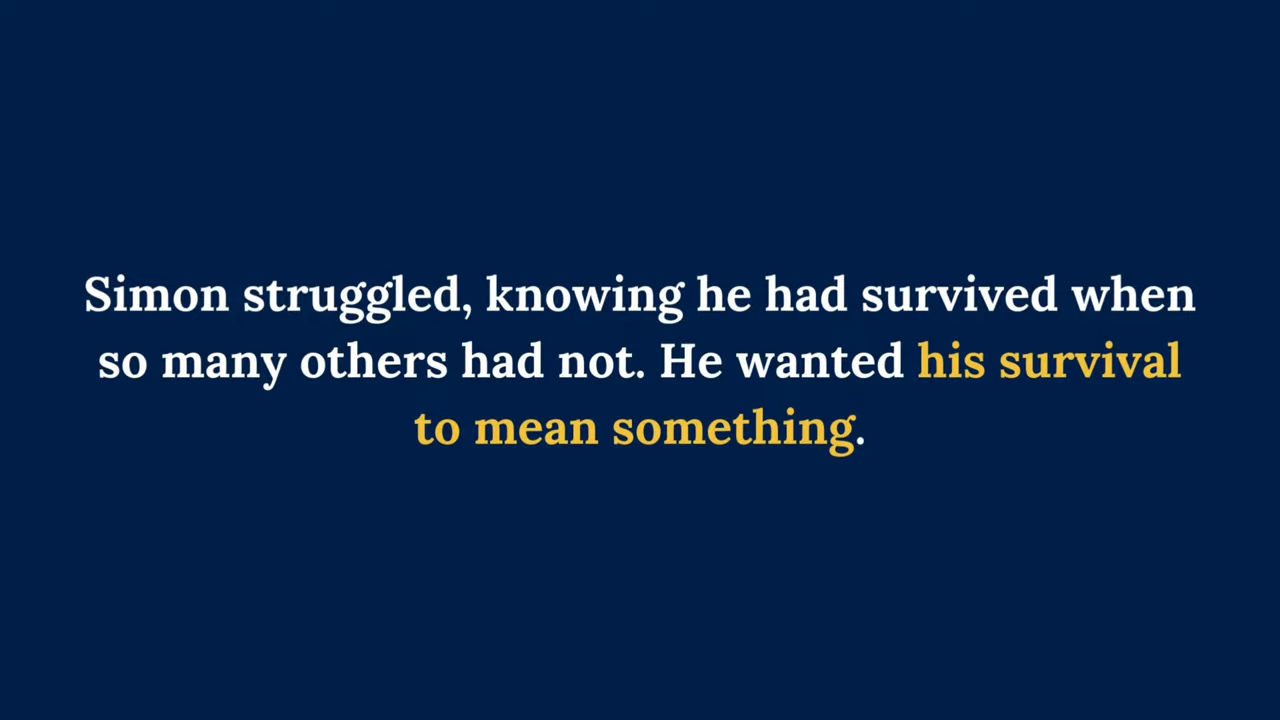 Simon struggled, knowing he had survived when
so many others had not. He wanted his survival
to mean something.